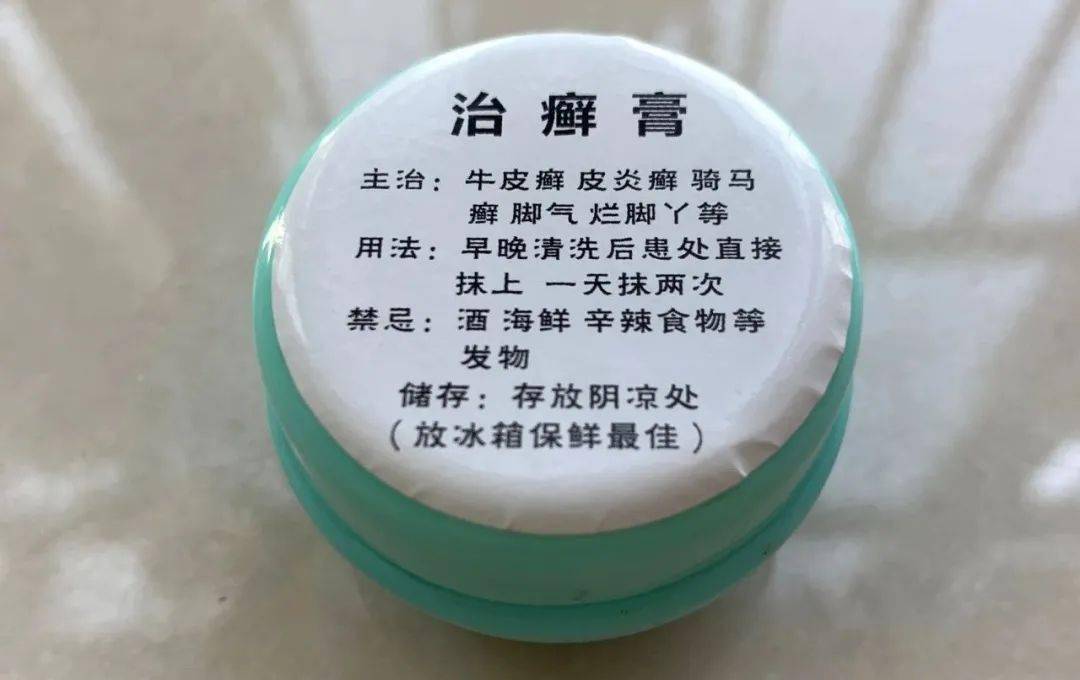 治癣膏
主治：牛皮癣 皮炎癣 骑马
癣 脚气 烂脚丫等
用法：早晚清洗后患处直接
抹上 一天抹两次
禁忌：酒 海鲜 辛辣食物等
发物
储存：存放阴凉处
（放冰箱保鲜最佳）